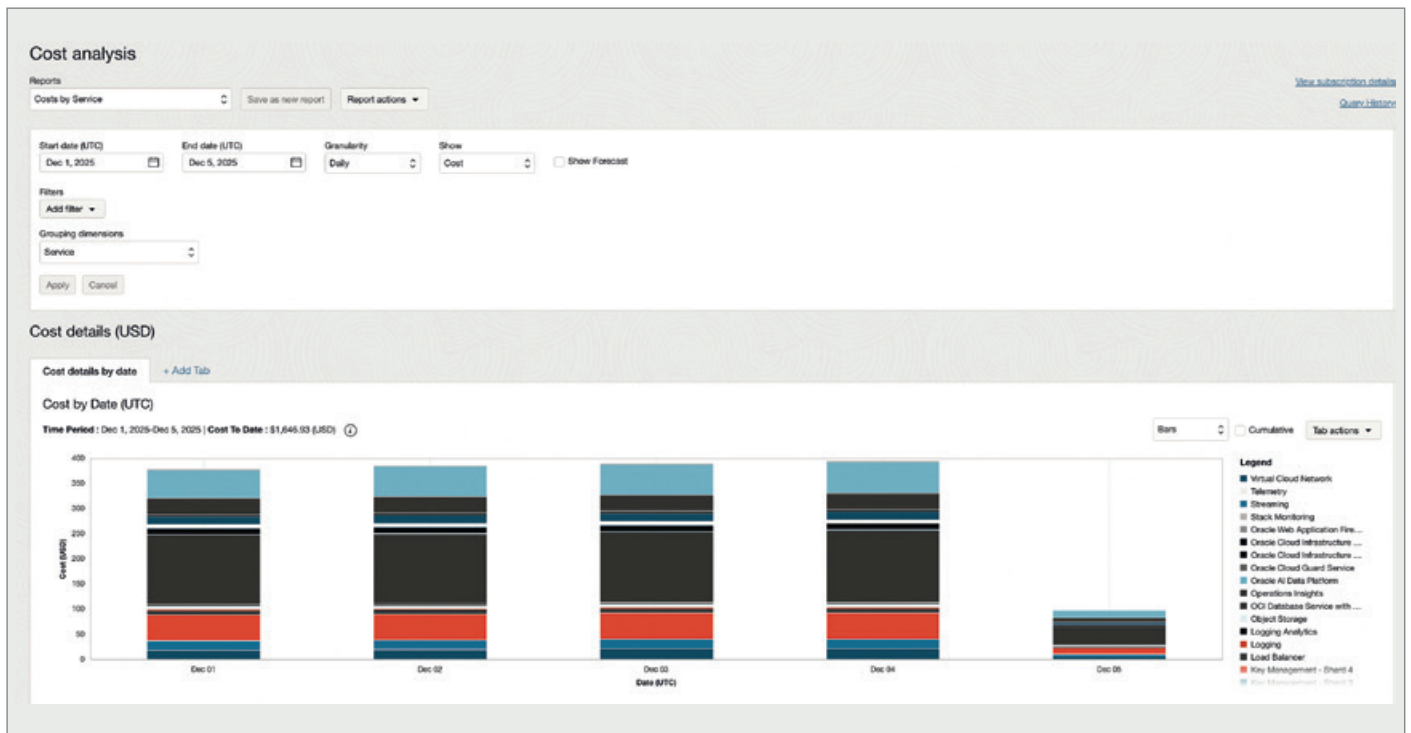 Cost analysis
Reports
Costs by Service
Save as new report
Report actions
View subscription details
Query History
Start date (UTC)
End date (UTC)
Granularity
Show
Dec 1, 2025
Dec 5, 2025
Daily
Cost
Show Forecast
Filters
Add filter
Grouping dimensions
Service
Apply
Cancel
Cost details (USD)
Cost details by date
+ Add Tab
Cost by Date (UTC)
Time Period : Dec 1, 2025-Dec 5, 2025 | Cost To Date : $1,646.93 (USD)
Bars
Cumulative
Tab actions
400
350
300
250
200
150
100
50
0
Cost (USD)
Dec 01
Dec 02
Dec 03
Dec 04
Dec 05
Date (UTC)
Legend
Virtual Cloud Network
Telemetry
Streaming
Stack Monitoring
Oracle Web Application Fire...
Oracle Cloud Infrastructure ...
Oracle Cloud Infrastructure ...
Oracle Cloud Guard Service
Oracle AI Data Platform
Operations Insights
OCI Database Service with ...
Object Storage
Logging Analytics
Logging
Load Balancer
Key Management - Shard 4